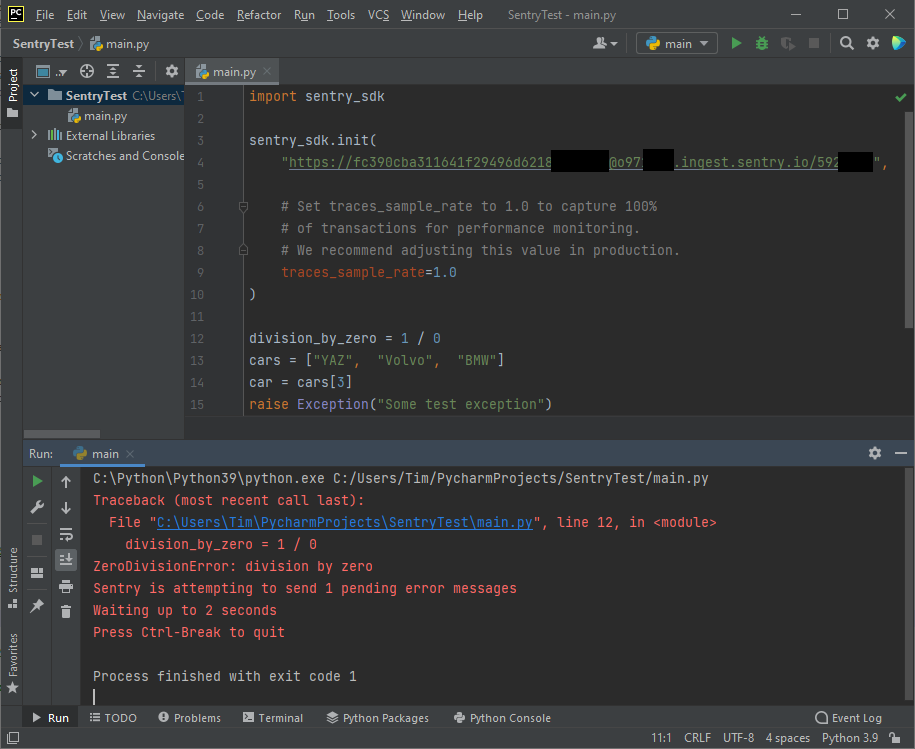 PC File Edit View Navigate Code Refactor Run Tools VCS Window Help SentryTest - main.py
SentryTest main.py main
Project
main.py
SentryTest C:\Users\
main.py
External Libraries
Scratches and Console
1 import sentry_sdk
2
3 sentry_sdk.init(
4 "https://fc390cba311641f29496d6218 @o97 .ingest.sentry.io/592 ",
5
6 # Set traces_sample_rate to 1.0 to capture 100%
7 # of transactions for performance monitoring.
8 # We recommend adjusting this value in production.
9 traces_sample_rate=1.0
10 )
11
12 division_by_zero = 1 / 0
13 cars = ["YAZ", "Volvo", "BMW"]
14 car = cars[3]
15 raise Exception("Some test exception")
Run: main
C:\Python\Python39\python.exe C:/Users/Tim/PycharmProjects/SentryTest/main.py
Traceback (most recent call last):
File "C:\Users\Tim\PycharmProjects\SentryTest\main.py", line 12, in <module>
division_by_zero = 1 / 0
ZeroDivisionError: division by zero
Sentry is attempting to send 1 pending error messages
Waiting up to 2 seconds
Press Ctrl-Break to quit
Process finished with exit code 1
Structure
Favorites
Run TODO Problems Terminal Python Packages Python Console Event Log
11:1 CRLF UTF-8 4 spaces Python 3.9